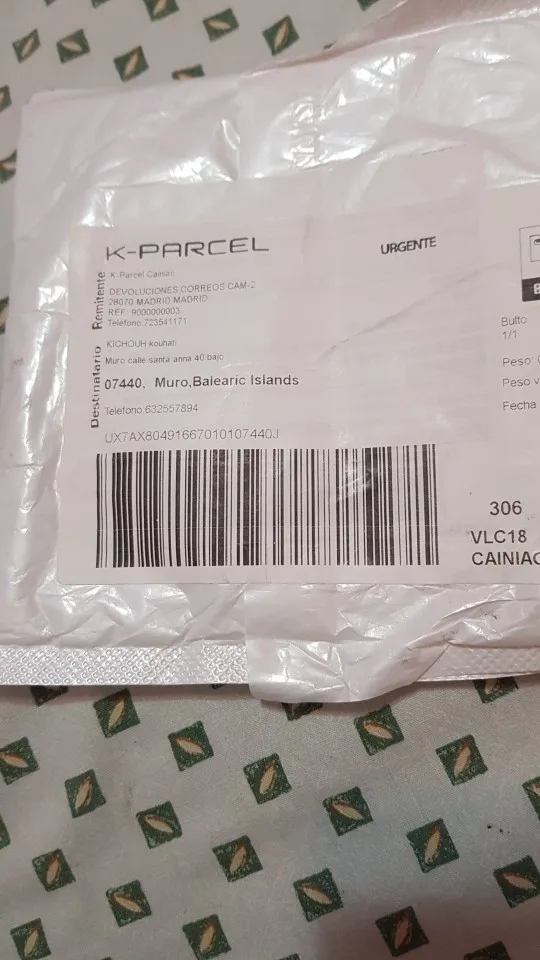 K-PARCEL
URGENTE
Remitente
K-Parcel Cainiao
DEVOLUCIONES CORREOS CAM-2
28070 MADRID MADRID
REF: 9000000003
Telefono:723541171
Destinatario
KICHOUH kouhati
Muro calle santa anna 40 bajo
07440, Muro,Balearic Islands
Telefono:632557894
UX7AX80491667010107440J
Bulto
1/1
Peso
Peso v
Fecha
306
VLC18
CAINIAO